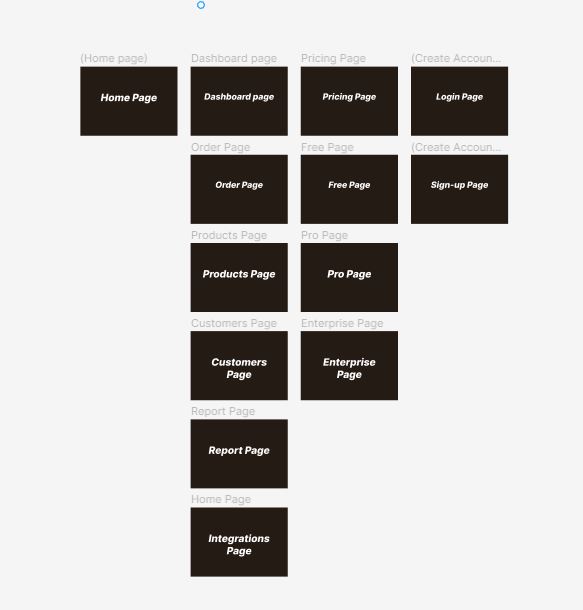 (Home page)
Dashboard page
Pricing Page
(Create Accoun...
Home Page
Dashboard page
Pricing Page
Login Page
Order Page
Free Page
(Create Accoun...
Order Page
Free Page
Sign-up Page
Products Page
Pro Page
Products Page
Pro Page
Customers Page
Enterprise Page
Customers
Page
Enterprise
Page
Report Page
Report Page
Home Page
Integrations
Page